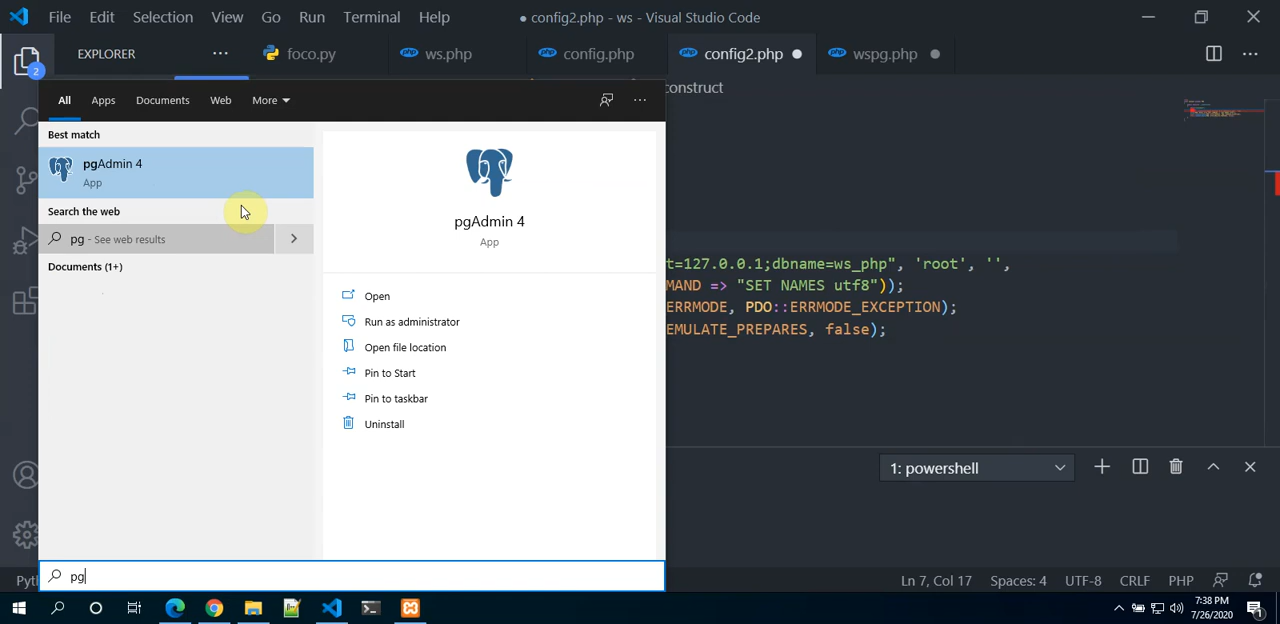 File Edit Selection View Go Run Terminal Help
● config2.php - ws - Visual Studio Code
EXPLORER ···
foco.py
ws.php
config.php
config2.php
wspg.php
2
All Apps Documents Web More
onstruct
Best match
pgAdmin 4
App
Search the web
pg - See web results
Documents (1+)
pgAdmin 4
App
Open
Run as administrator
Open file location
Pin to Start
Pin to taskbar
Uninstall
t=127.0.0.1;dbname=ws_php", 'root', '',
MAND => "SET NAMES utf8"));
ERRMODE, PDO::ERRMODE_EXCEPTION);
EMULATE_PREPARES, false);
1: powershell
pg
Pyt
Ln 7, Col 17 Spaces: 4 UTF-8 CRLF PHP
7:38 PM
7/26/2020
1